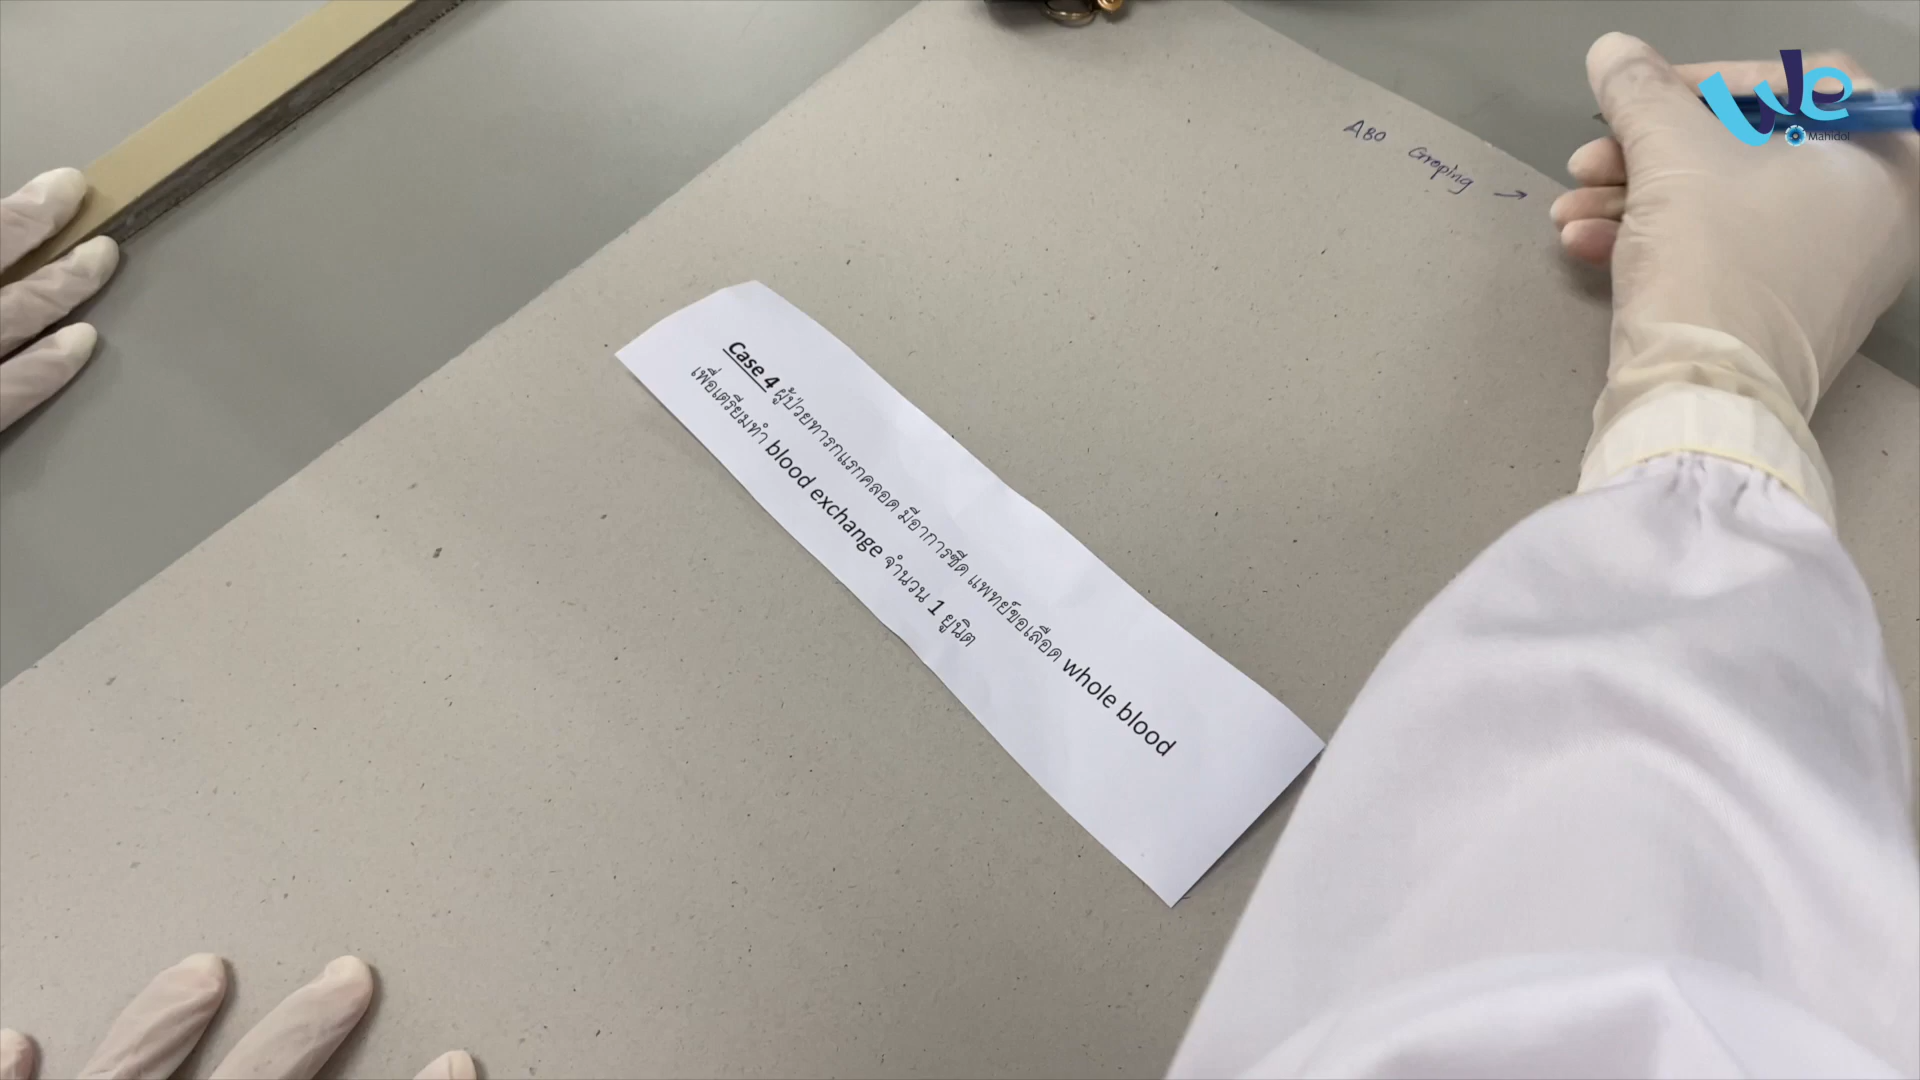 We
Mahidol
ABO Groping →
Case 4 ผู้ป่วยทารกแรกคลอด มีอาการซีด แพทย์ขอเลือด whole blood
เพื่อเตรียมทำ blood exchange จำนวน 1 ยูนิต